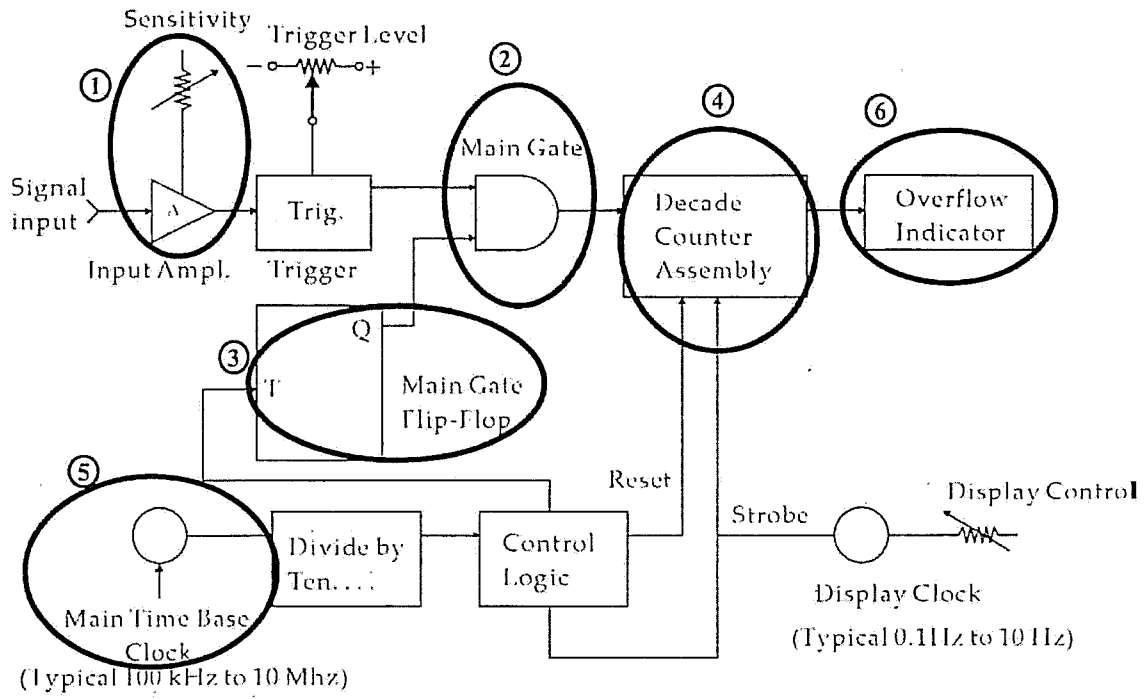 Sensitivity
Trigger Level
− +
①
②
④
⑥
Main Gate
Signal
input
A
Trig.
Decade
Counter
Assembly
Overflow
Indicator
Input Ampl.
Trigger
Q
③
T
Main Gate
Flip-Flop
⑤
Reset
Display Control
Strobe
Divide by
Ten....
Control
Logic
Main Time Base
Clock
(Typical 100 kHz to 10 Mhz)
Display Clock
(Typical 0.1Hz to 10 Hz)